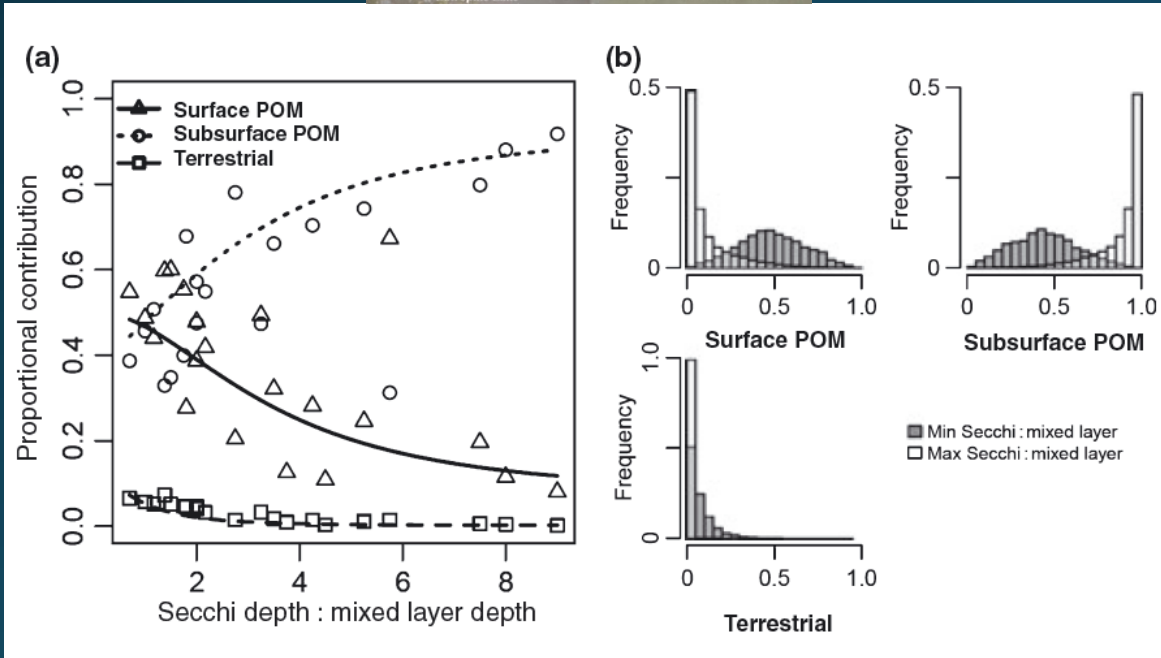 (a)
Proportional contribution
1.0
0.8
0.6
0.4
0.2
0.0
Surface POM
Subsurface POM
Terrestrial
2 4 6 8
Secchi depth : mixed layer depth
(b)
Frequency
0.5
0
0 0.5 1.0
Surface POM
Frequency
0.5
0
0 0.5 1.0
Subsurface POM
Frequency
1.0
0
0 0.5 1.0
Terrestrial
Min Secchi : mixed layer
Max Secchi : mixed layer